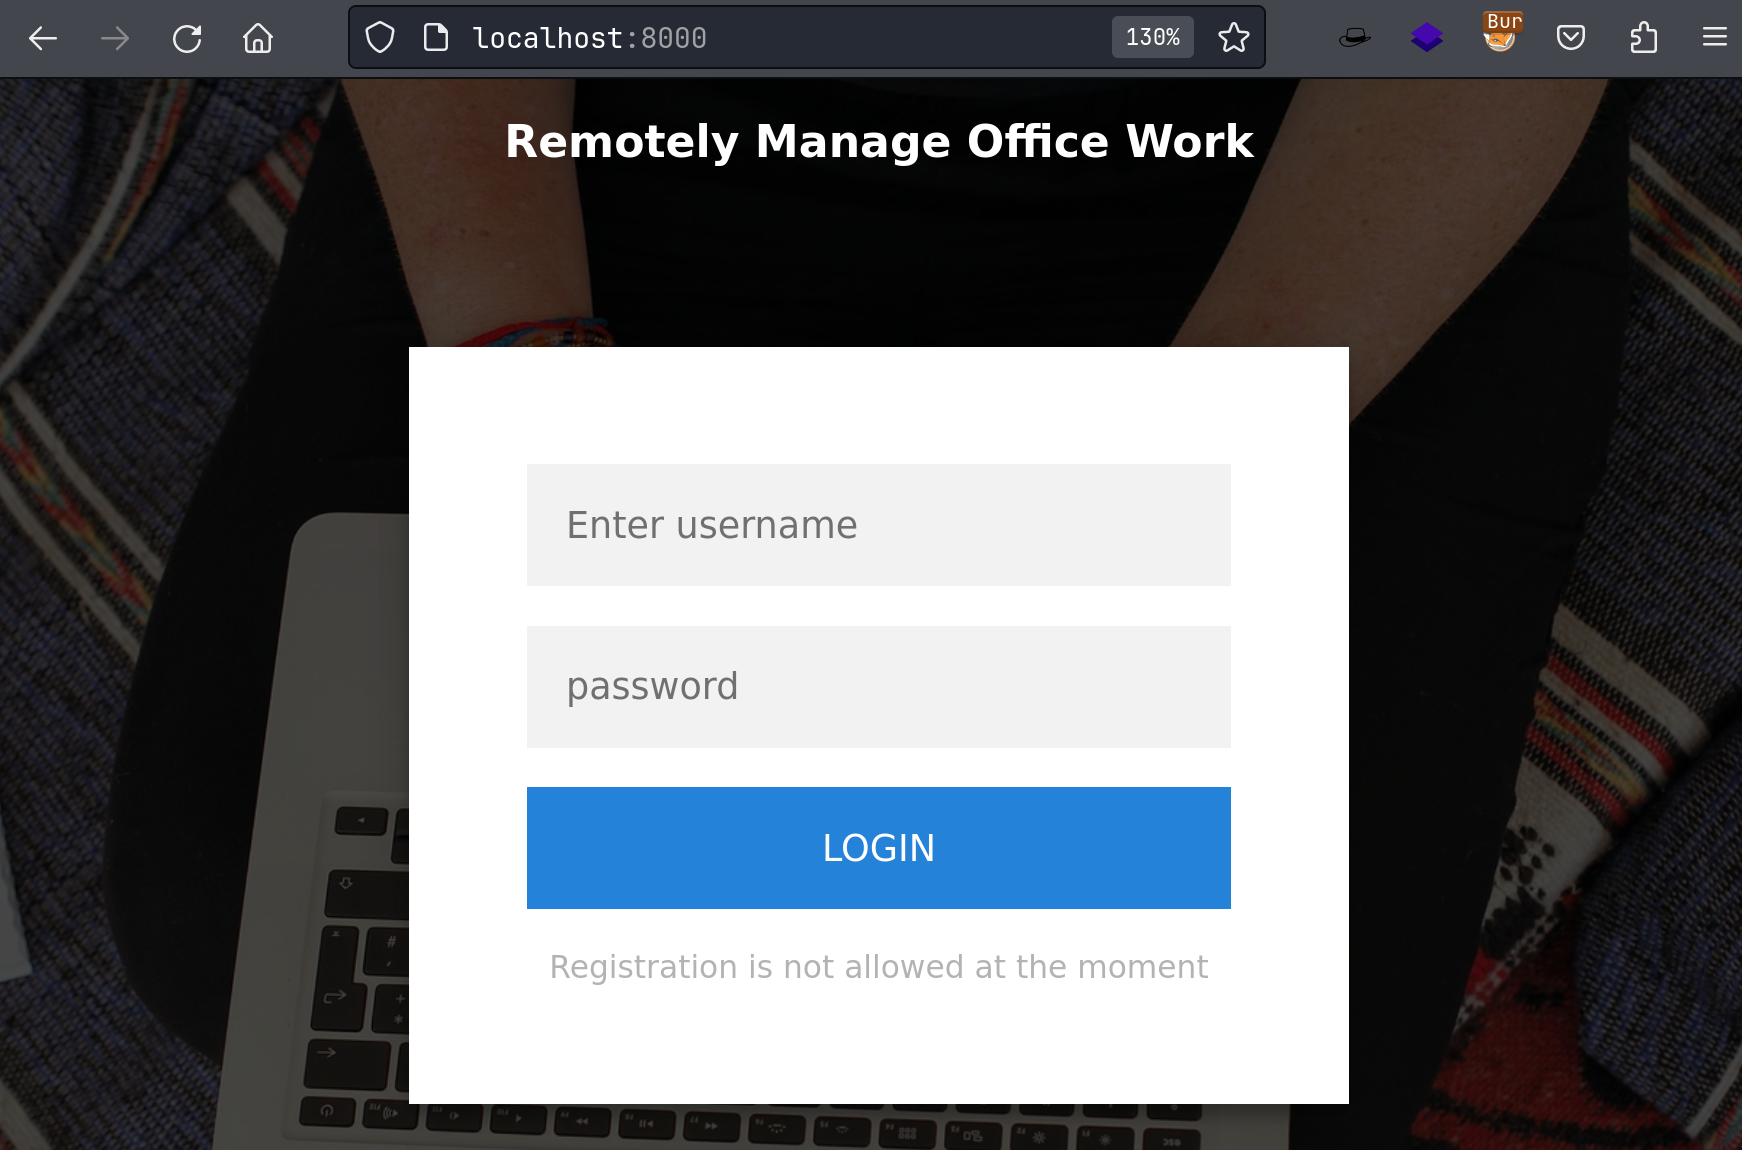 localhost:8000
130%
Bur
Remotely Manage Office Work
Enter username
password
LOGIN
Registration is not allowed at the moment
#
esc